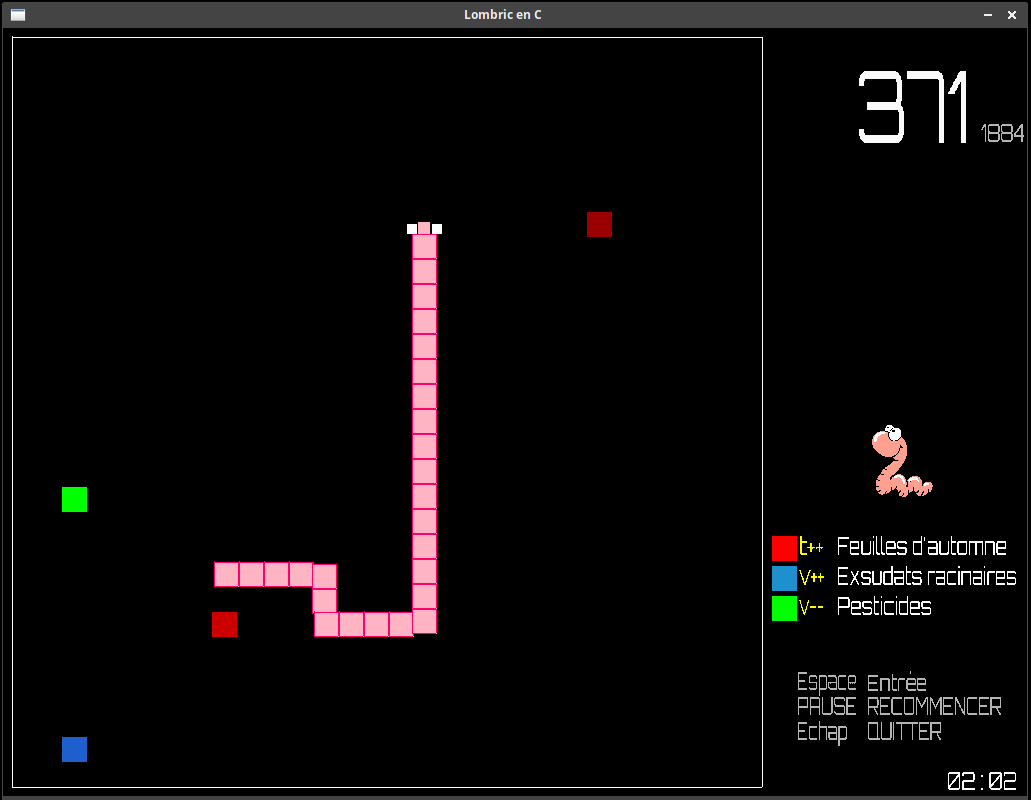 Lombric en C
371 1884
t++ Feuilles d'automne
v++ Exsudats racinaires
v-- Pesticides
Espace Entrée
PAUSE RECOMMENCER
Echap QUITTER
02:02